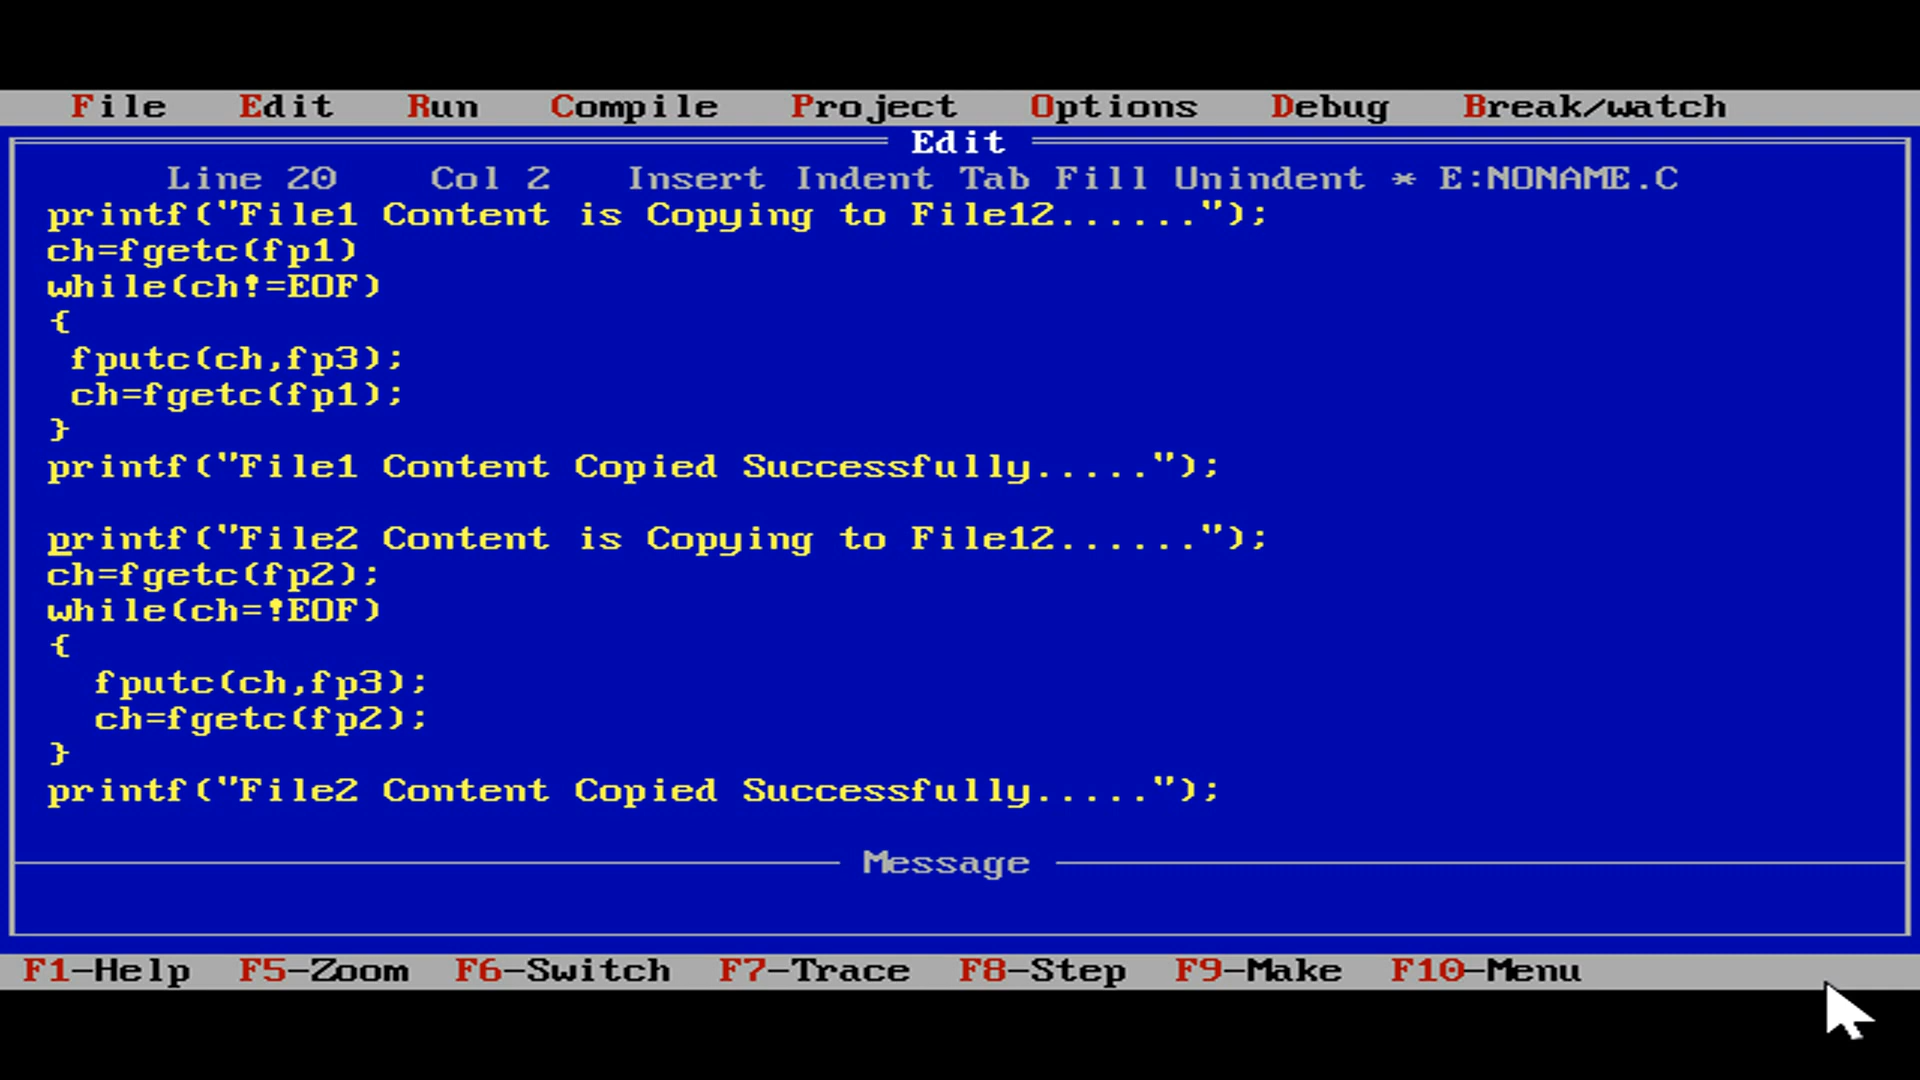 File Edit Run Compile Project Options Debug Break/watch
Edit
Line 20 Col 2 Insert Indent Tab Fill Unindent * E:NONAME.C
printf("File1 Content is Copying to File12......");
ch=fgetc(fp1)
while(ch!=EOF)
{
fputc(ch,fp3);
ch=fgetc(fp1);
}
printf("File1 Content Copied Successfully.....");
printf("File2 Content is Copying to File12......");
ch=fgetc(fp2);
while(ch=!EOF)
{
fputc(ch,fp3);
ch=fgetc(fp2);
}
printf("File2 Content Copied Successfully.....");
Message
F1-Help F5-Zoom F6-Switch F7-Trace F8-Step F9-Make F10-Menu